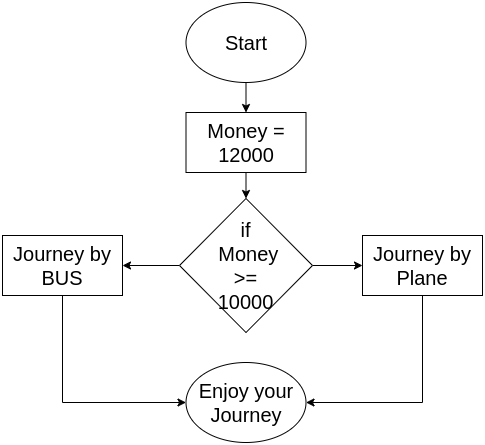 Start
Money =
12000
if
Money
>=
10000
Journey by
BUS
Journey by
Plane
Enjoy your
Journey